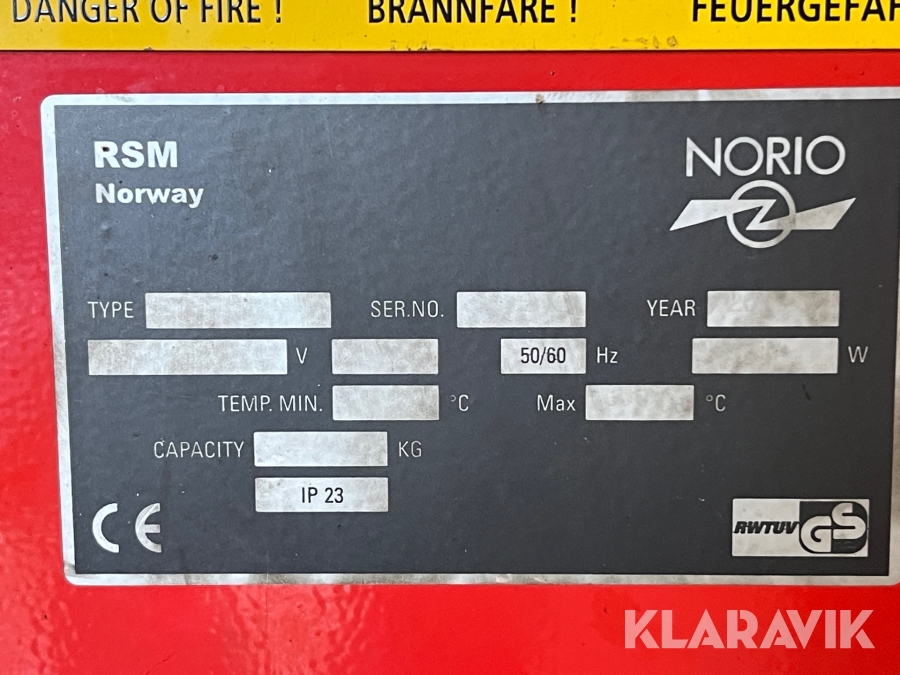 DANGER OF FIRE ! BRANNFARE ! FEUERGEFAF
RSM
Norway
NORIO
TYPE SER.NO. YEAR
V 50/60 Hz W
TEMP. MIN. °C Max °C
CAPACITY KG
IP 23
CE RWTUV GS
KLARAVIK